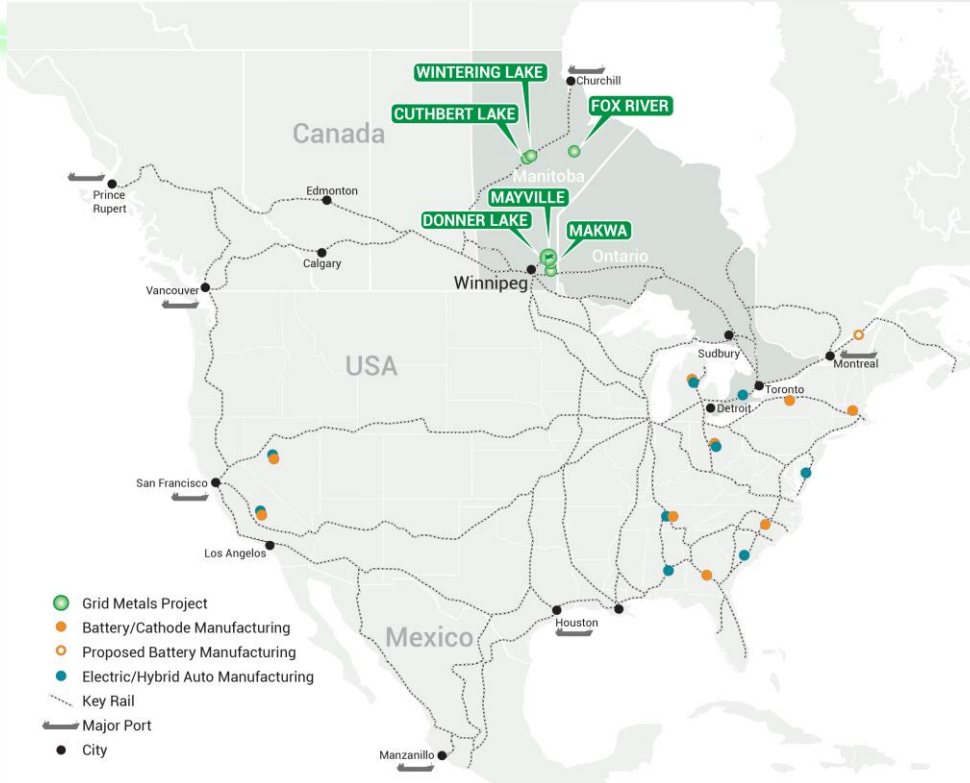 WINTERING LAKE
Churchill
CUTHBERT LAKE
FOX RIVER
Canada
Manitoba
Prince
Rupert
Edmonton
MAYVILLE
DONNER LAKE
MAKWA
Calgary
Ontario
Winnipeg
Vancouver
Sudbury
Montreal
USA
Toronto
Detroit
San Francisco
Los Angelos
Grid Metals Project
Battery/Cathode Manufacturing
Proposed Battery Manufacturing
Electric/Hybrid Auto Manufacturing
Key Rail
Major Port
City
Houston
Mexico
Manzanillo